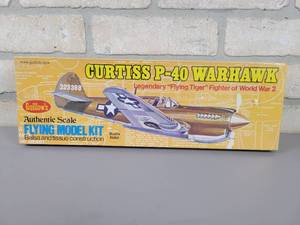 CURTISS P-40 WARHAWK
Legendary "Flying Tiger" Fighter of World War 2
GUILLOW'S
323388
Authentic Scale
FLYING MODEL KIT
Balsa and tissue construction